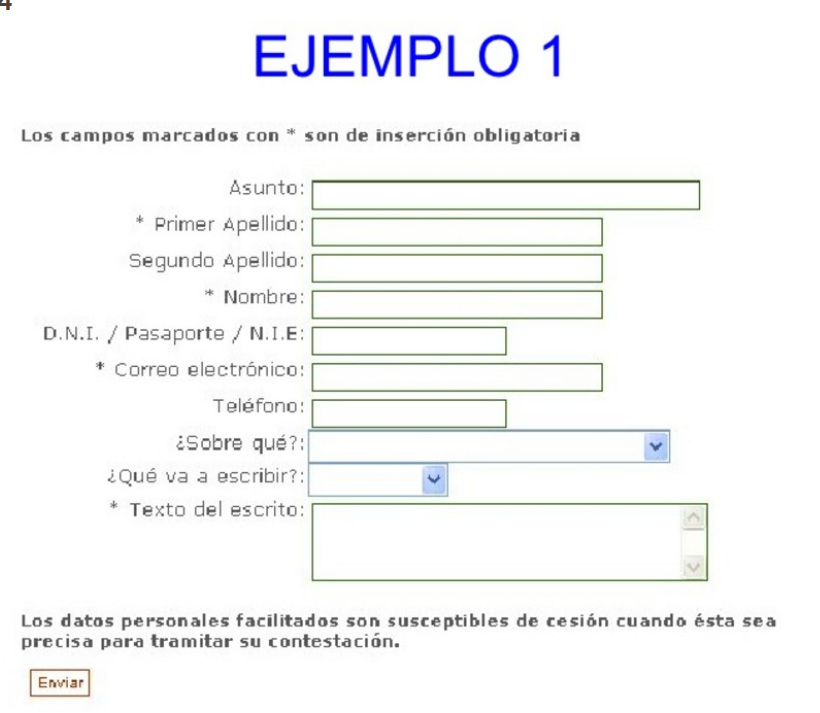 4
EJEMPLO 1
Los campos marcados con * son de inserción obligatoria
Asunto:
* Primer Apellido:
Segundo Apellido:
* Nombre:
D.N.I. / Pasaporte / N.I.E:
* Correo electrónico:
Teléfono:
¿Sobre qué?:
¿Qué va a escribir?:
* Texto del escrito:
Los datos personales facilitados son susceptibles de cesión cuando ésta sea
precisa para tramitar su contestación.
Enviar